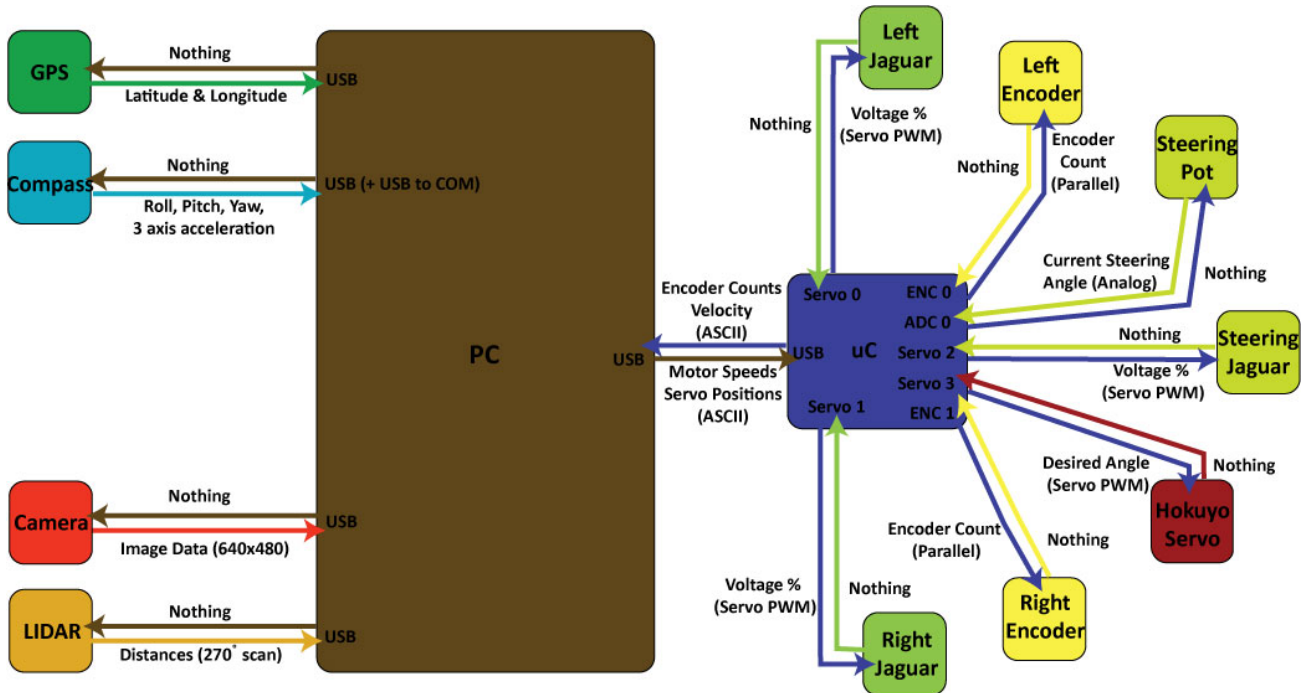 Nothing
GPS
USB
Latitude & Longitude
Nothing
Compass
USB (+ USB to COM)
Roll, Pitch, Yaw,
3 axis acceleration
PC
Nothing
Camera
USB
Image Data (640x480)
Nothing
LIDAR
USB
Distances (270° scan)
Encoder Counts
Velocity
(ASCII)
USB
Motor Speeds
Servo Positions
(ASCII)
Left
Jaguar
Nothing
Voltage %
(Servo PWM)
Left
Encoder
Nothing
Encoder
Count
(Parallel)
Steering
Pot
Current Steering
Angle (Analog)
Nothing
Servo 0
ENC 0
ADC 0
USB
uC
Servo 2
Servo 3
Servo 1
ENC 1
Nothing
Voltage %
(Servo PWM)
Steering
Jaguar
Desired Angle
(Servo PWM)
Nothing
Hokuyo
Servo
Encoder Count
(Parallel)
Nothing
Right
Encoder
Voltage %
(Servo PWM)
Nothing
Right
Jaguar